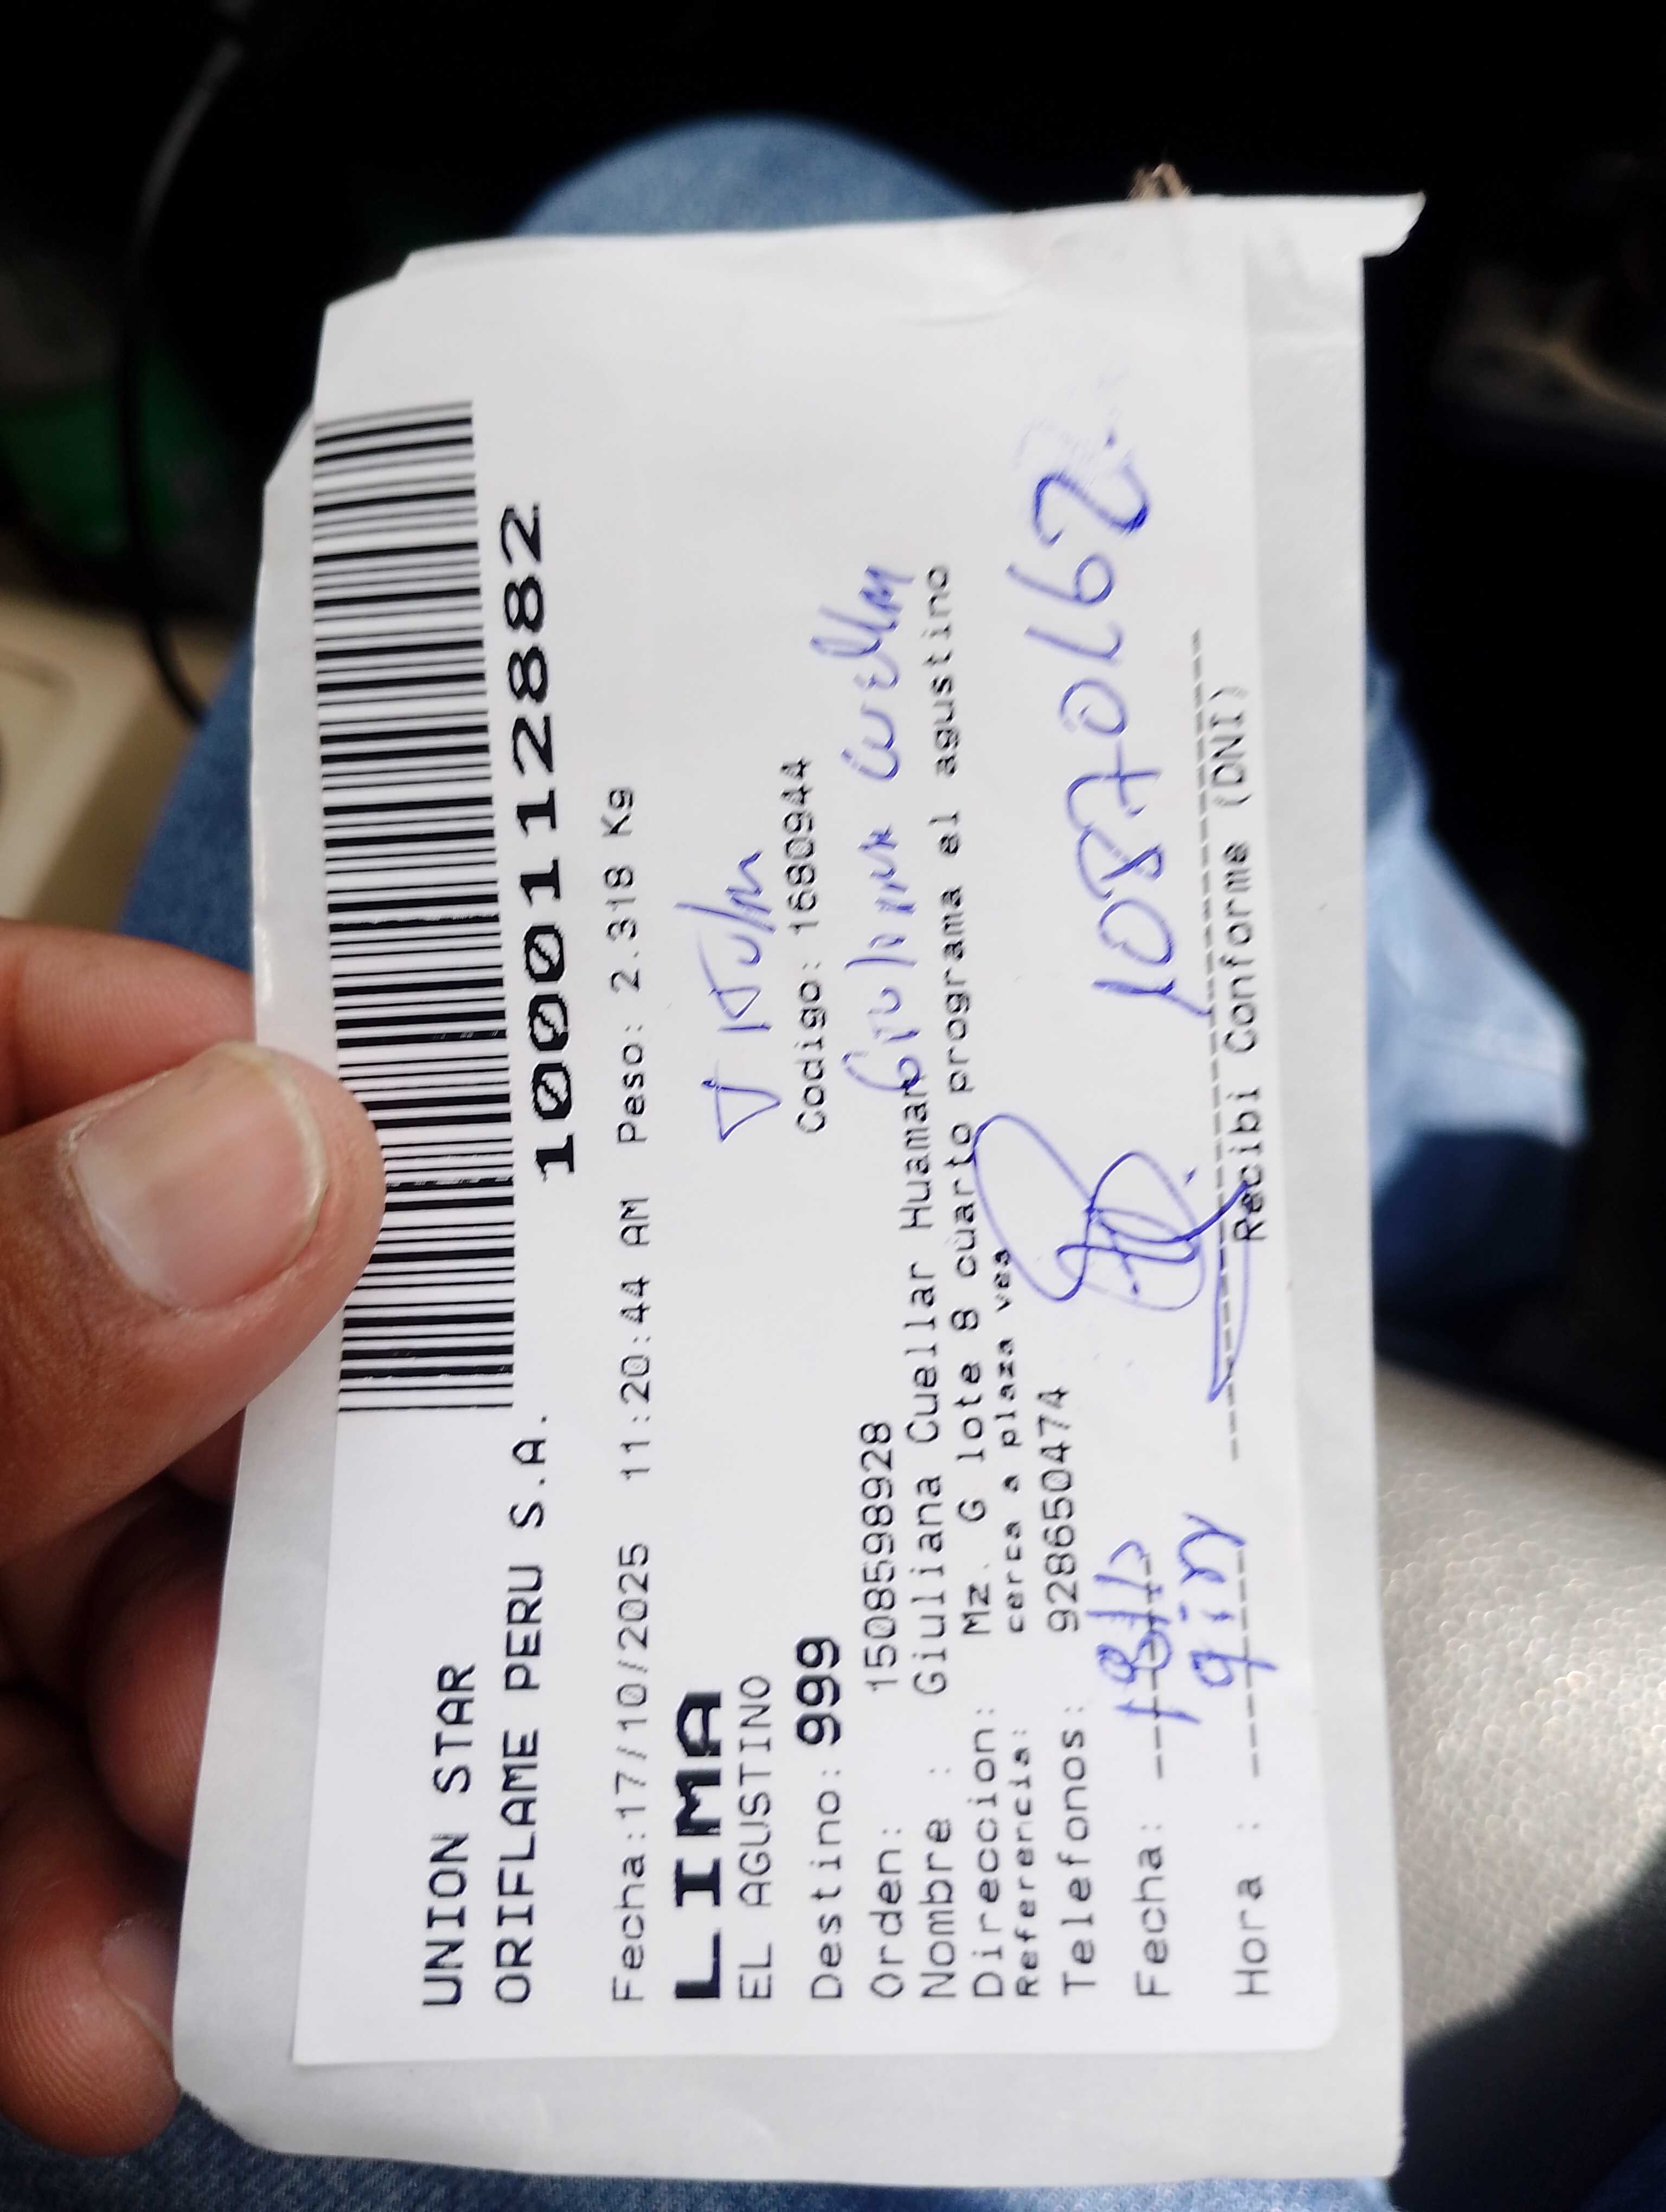 UNION STAR
ORIFLAME PERU S.A.
1000112882
Fecha:17/10/2025 11:20:44 AM Peso: 2.318 Kg
LIMA
EL AGUSTINO
Destino: 999 Codigo: 1680944
Orden: 1508598928
Nombre : Giuliana Cuellar Huaman
Direccion: Mz. G lote 8 cuarto programa el agustino
Referencia: cerca a plaza vea
Telefonos: 928650474
10870162
Fecha:
Hora :
Recibi Conforme (DNI)